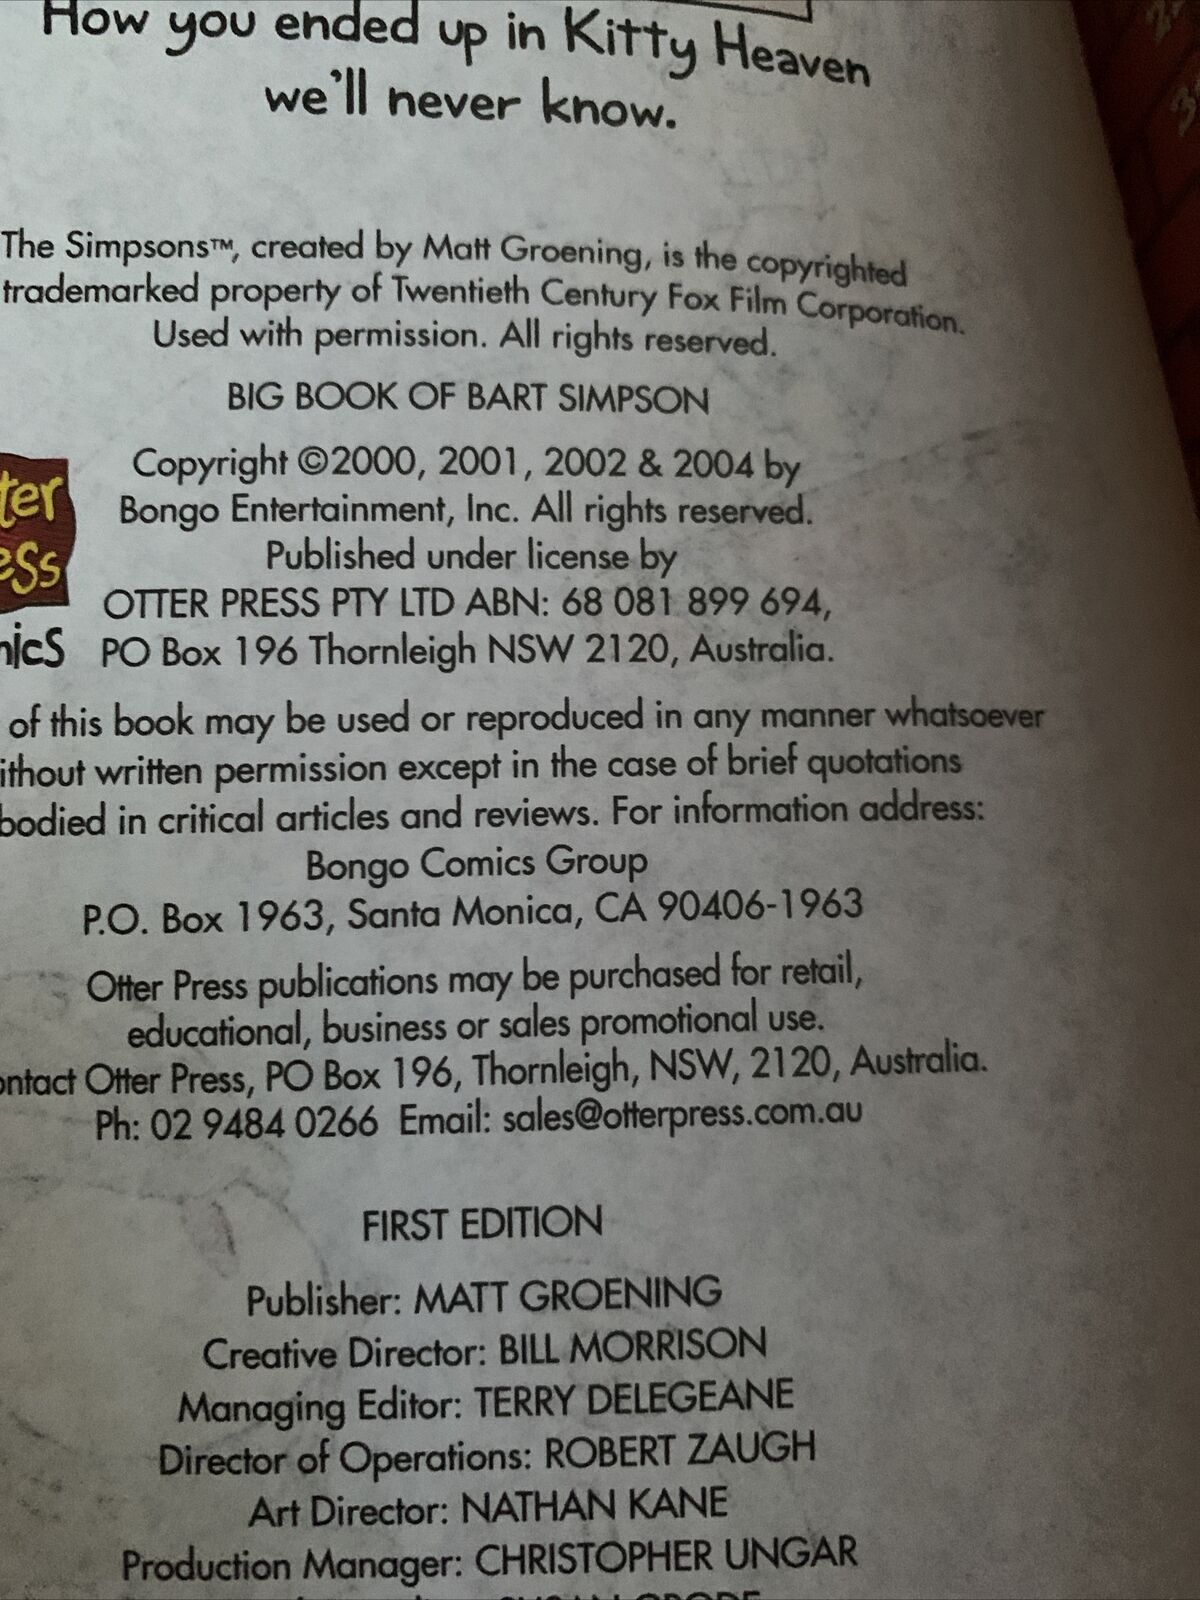 How you ended up in Kitty Heaven
we'll never know.
The Simpsons™, created by Matt Groening, is the copyrighted
trademarked property of Twentieth Century Fox Film Corporation.
Used with permission. All rights reserved.
BIG BOOK OF BART SIMPSON
Copyright ©2000, 2001, 2002 & 2004 by
Bongo Entertainment, Inc. All rights reserved.
Published under license by
OTTER PRESS PTY LTD ABN: 68 081 899 694,
PO Box 196 Thornleigh NSW 2120, Australia.
of this book may be used or reproduced in any manner whatsoever
ithout written permission except in the case of brief quotations
bodied in critical articles and reviews. For information address:
Bongo Comics Group
P.O. Box 1963, Santa Monica, CA 90406-1963
Otter Press publications may be purchased for retail,
educational, business or sales promotional use.
ontact Otter Press, PO Box 196, Thornleigh, NSW, 2120, Australia.
Ph: 02 9484 0266 Email: sales@otterpress.com.au
FIRST EDITION
Publisher: MATT GROENING
Creative Director: BILL MORRISON
Managing Editor: TERRY DELEGEANE
Director of Operations: ROBERT ZAUGH
Art Director: NATHAN KANE
Production Manager: CHRISTOPHER UNGAR